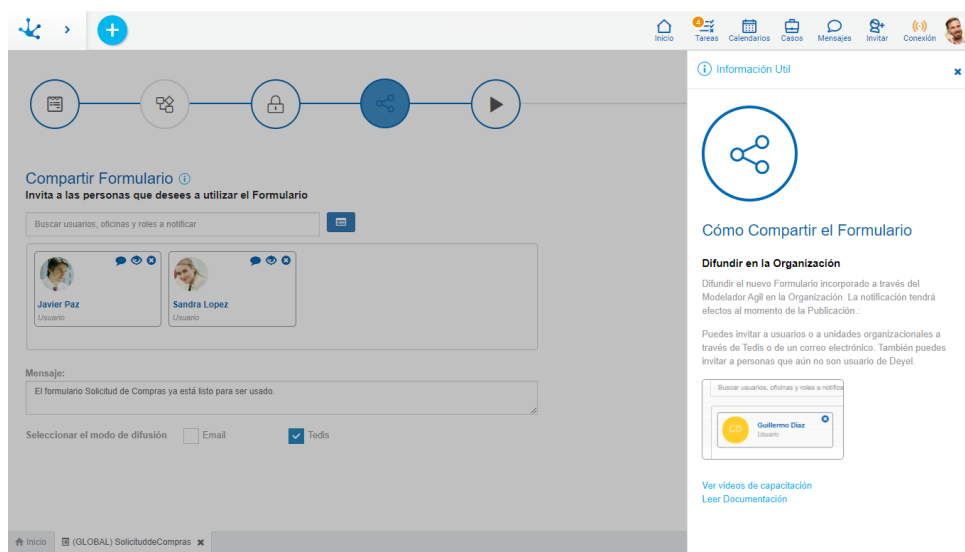 Inicio
4
Tareas
Calendarios
Casos
Mensajes
Invitar
Conexión
Compartir Formulario
Invita a las personas que desees a utilizar el Formulario
Buscar usuarios, oficinas y roles a notificar
Javier Paz
Usuario
Sandra Lopez
Usuario
Mensaje:
El formulario Solicitud de Compras ya está listo para ser usado.
Seleccionar el modo de difusión
Email
Tedis
Inicio
(GLOBAL) SolicituddeCompras
Información Util
Cómo Compartir el Formulario
Difundir en la Organización
Difundir el nuevo Formulario incorporado a través del
Modelador Agil en la Organización. La notificación tendrá
efectos al momento de la Publicación.:
Puedes invitar a usuarios o a unidades organizacionales a
través de Tedis o de un correo electrónico. También puedes
invitar a personas que aún no son usuario de Deyel.
Buscar usuarios, oficinas y roles a notifica
GD
Guillermo Diaz
Usuario
Ver videos de capacitación
Leer Documentación